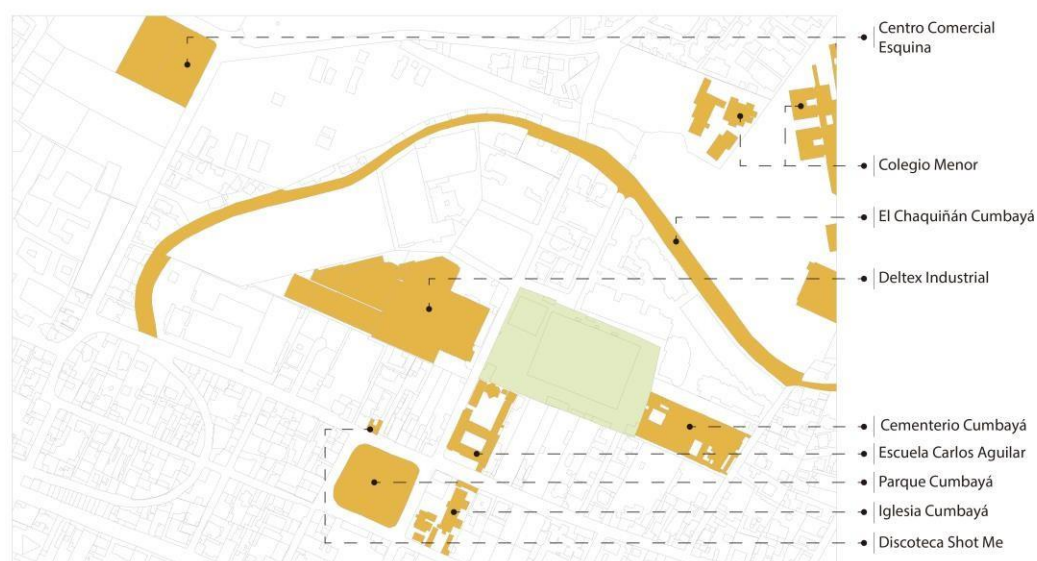 Centro Comercial
Esquina
Colegio Menor
El Chaquiñán Cumbayá
Deltex Industrial
Cementerio Cumbayá
Escuela Carlos Aguilar
Parque Cumbayá
Iglesia Cumbayá
Discoteca Shot Me